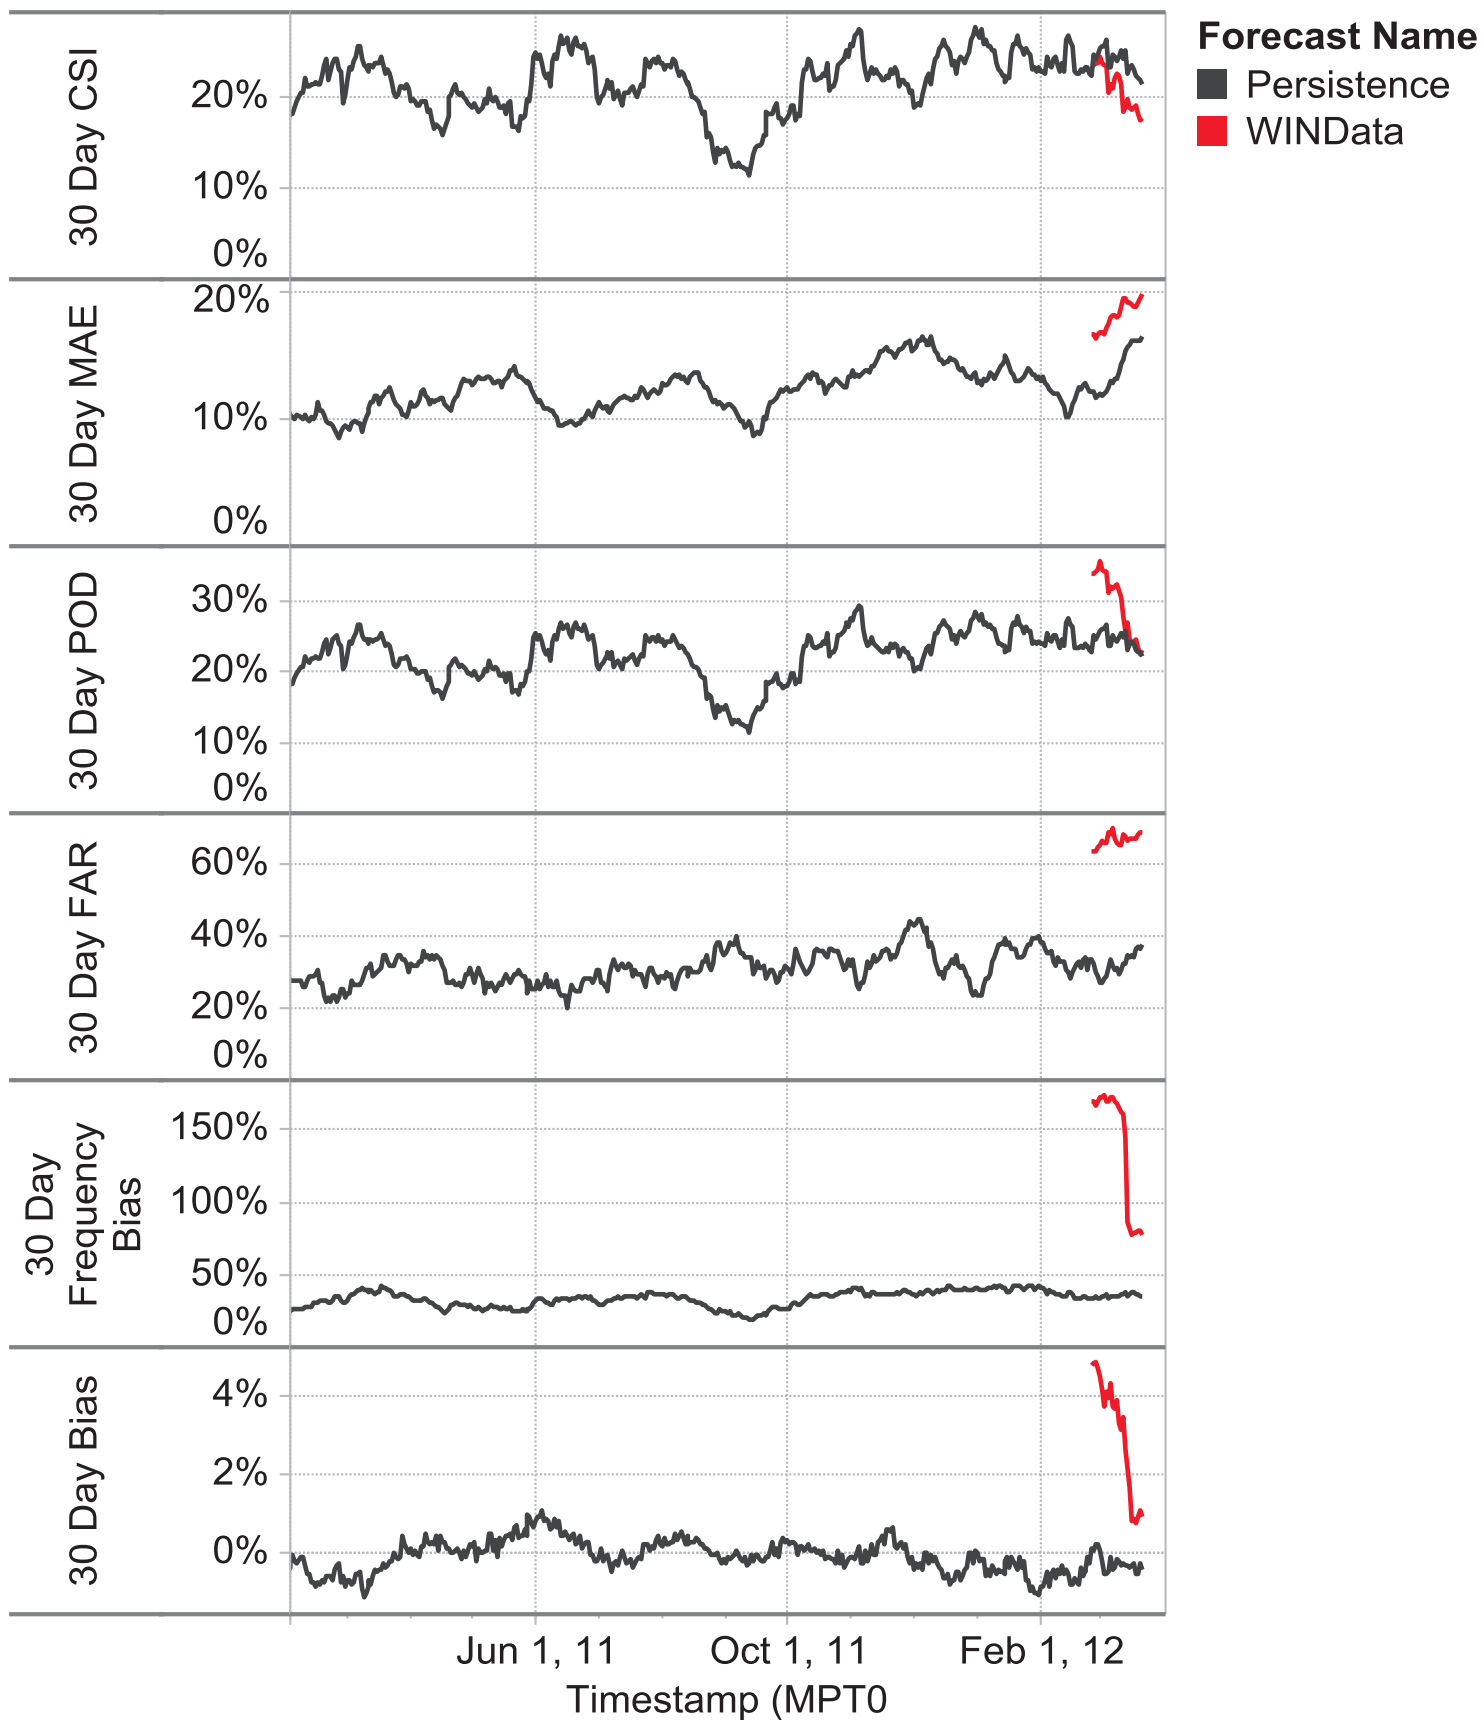 Forecast Name
Persistence
WINData
30 Day CSI
20%
10%
0%
30 Day MAE
20%
10%
0%
30 Day POD
30%
20%
10%
0%
30 Day FAR
60%
40%
20%
0%
30 Day
Frequency
Bias
150%
100%
50%
0%
30 Day Bias
4%
2%
0%
Jun 1, 11
Oct 1, 11
Feb 1, 12
Timestamp (MPT0